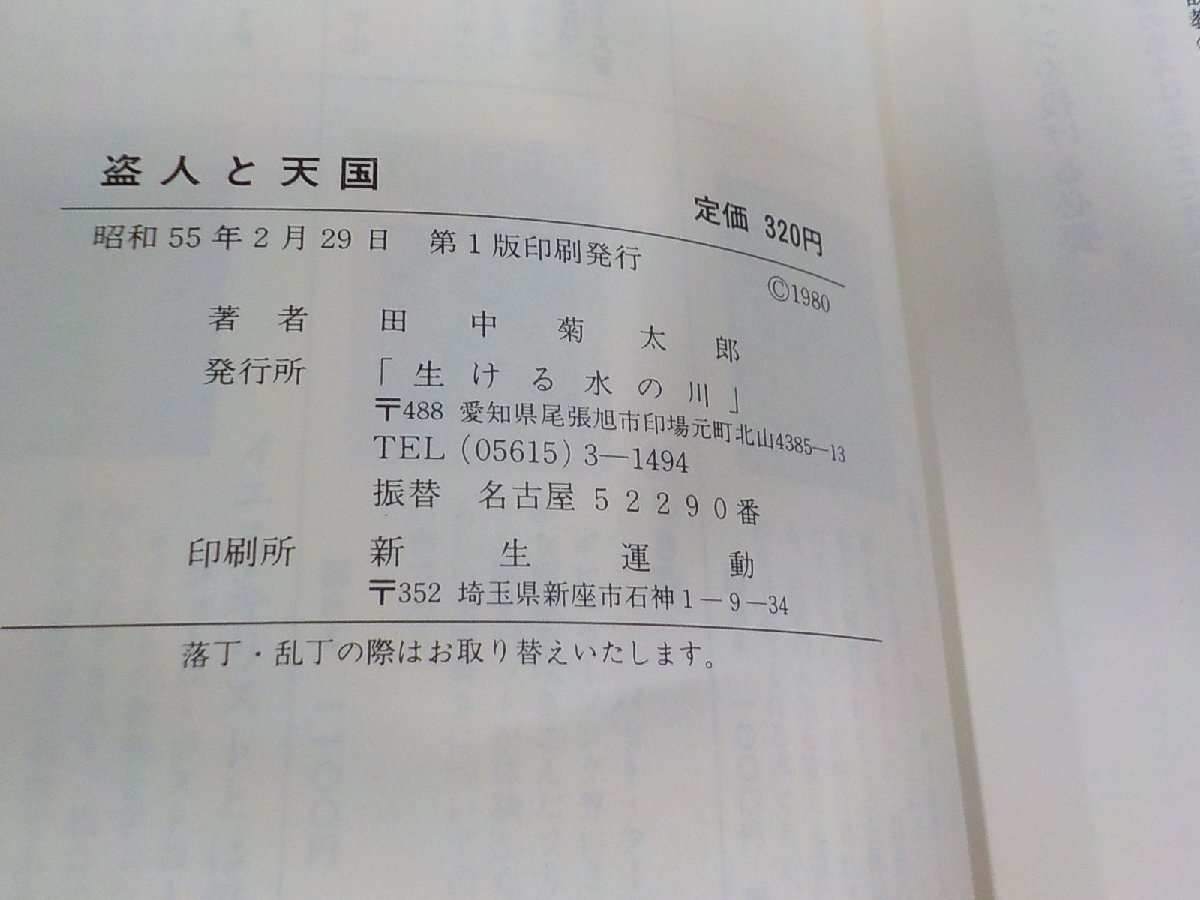 盗人と天国
定価 320円
昭和55年2月29日 第1版印刷発行
©1980
著者 田中菊太郎
発行所 「生ける水の川」
〒488 愛知県尾張旭市印場元町北山4385—13
TEL (05615) 3—1494
振替 名古屋 52290番
印刷所 新生運動
〒352 埼玉県新座市石神1—9—34
落丁・乱丁の際はお取り替えいたします。